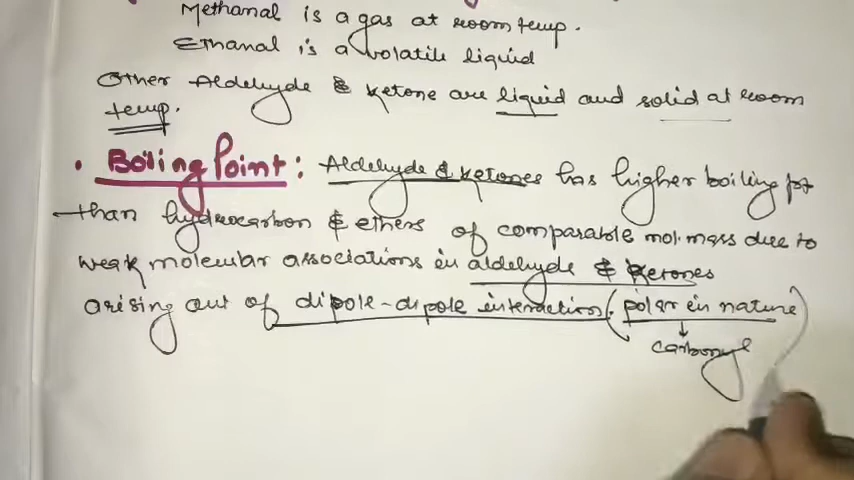 Methanal is a gas at room temp.
Ethanal is a volatile liquid
Other Aldehyde & ketone are liquid and solid at room
temp.
• Boiling Point : Aldehyde & ketones has higher boiling pt
than hydrocarbon & ethers of comparable mol. mass due to
weak molecular associations in aldehyde & ketones
arising out of dipole-dipole interaction (polar in nature)
carbonyl